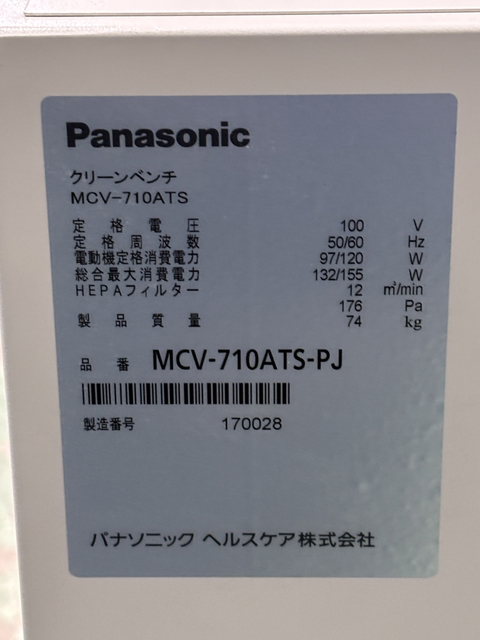 Panasonic
クリーンベンチ
MCV-710ATS
定格電圧 100 V
定格周波数 50/60 Hz
電動機定格消費電力 97/120 W
総合最大消費電力 132/155 W
HEPAフィルター 12 m³/min
176 Pa
製品質量 74 kg
品番 MCV-710ATS-PJ
製造番号 170028
パナソニック ヘルスケア株式会社